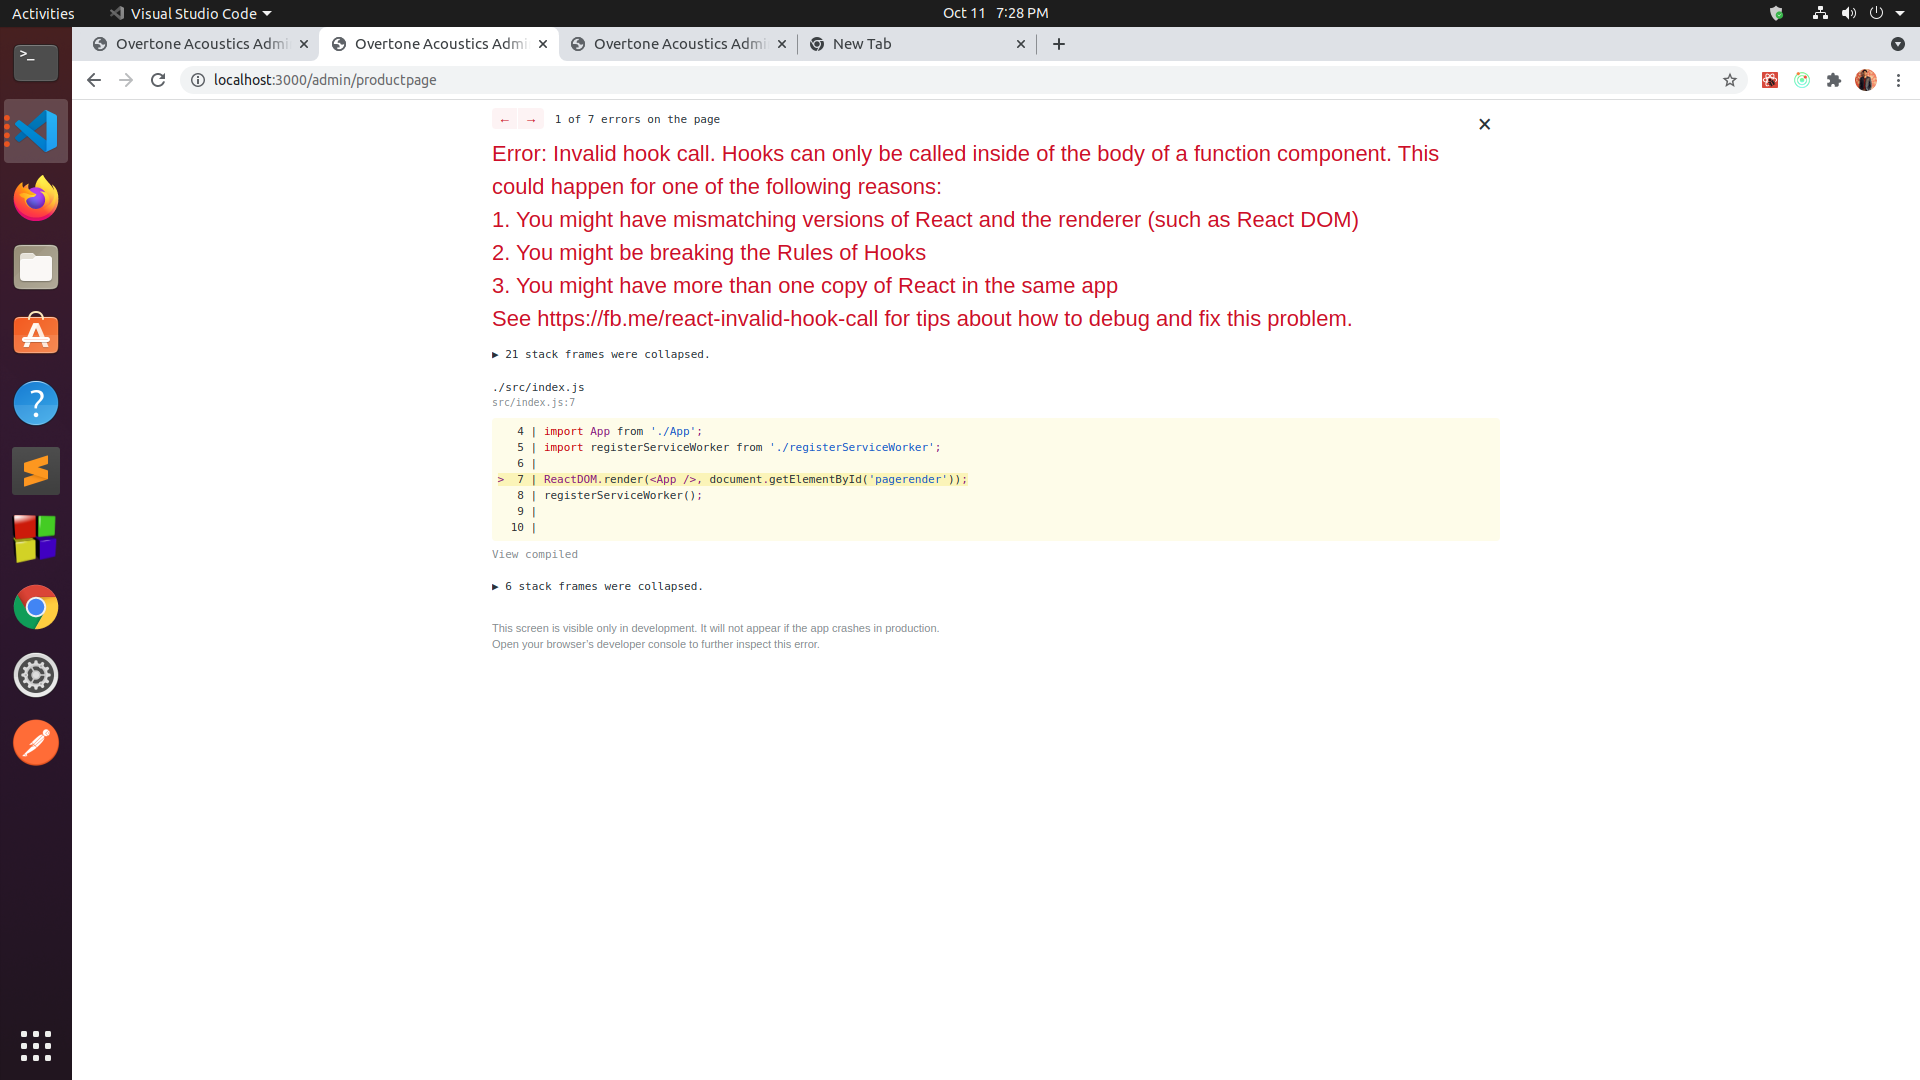 Activities
Visual Studio Code
Oct 11 7:28 PM
Overtone Acoustics Admi
Overtone Acoustics Admi
Overtone Acoustics Admi
New Tab
localhost:3000/admin/productpage
← → 1 of 7 errors on the page
Error: Invalid hook call. Hooks can only be called inside of the body of a function component. This
could happen for one of the following reasons:
1. You might have mismatching versions of React and the renderer (such as React DOM)
2. You might be breaking the Rules of Hooks
3. You might have more than one copy of React in the same app
See https://fb.me/react-invalid-hook-call for tips about how to debug and fix this problem.
▶ 21 stack frames were collapsed.
./src/index.js
src/index.js:7
4 | import App from './App';
5 | import registerServiceWorker from './registerServiceWorker';
6 |
> 7 | ReactDOM.render(<App />, document.getElementById('pagerender'));
8 | registerServiceWorker();
9 |
10 |
View compiled
▶ 6 stack frames were collapsed.
This screen is visible only in development. It will not appear if the app crashes in production.
Open your browser's developer console to further inspect this error.